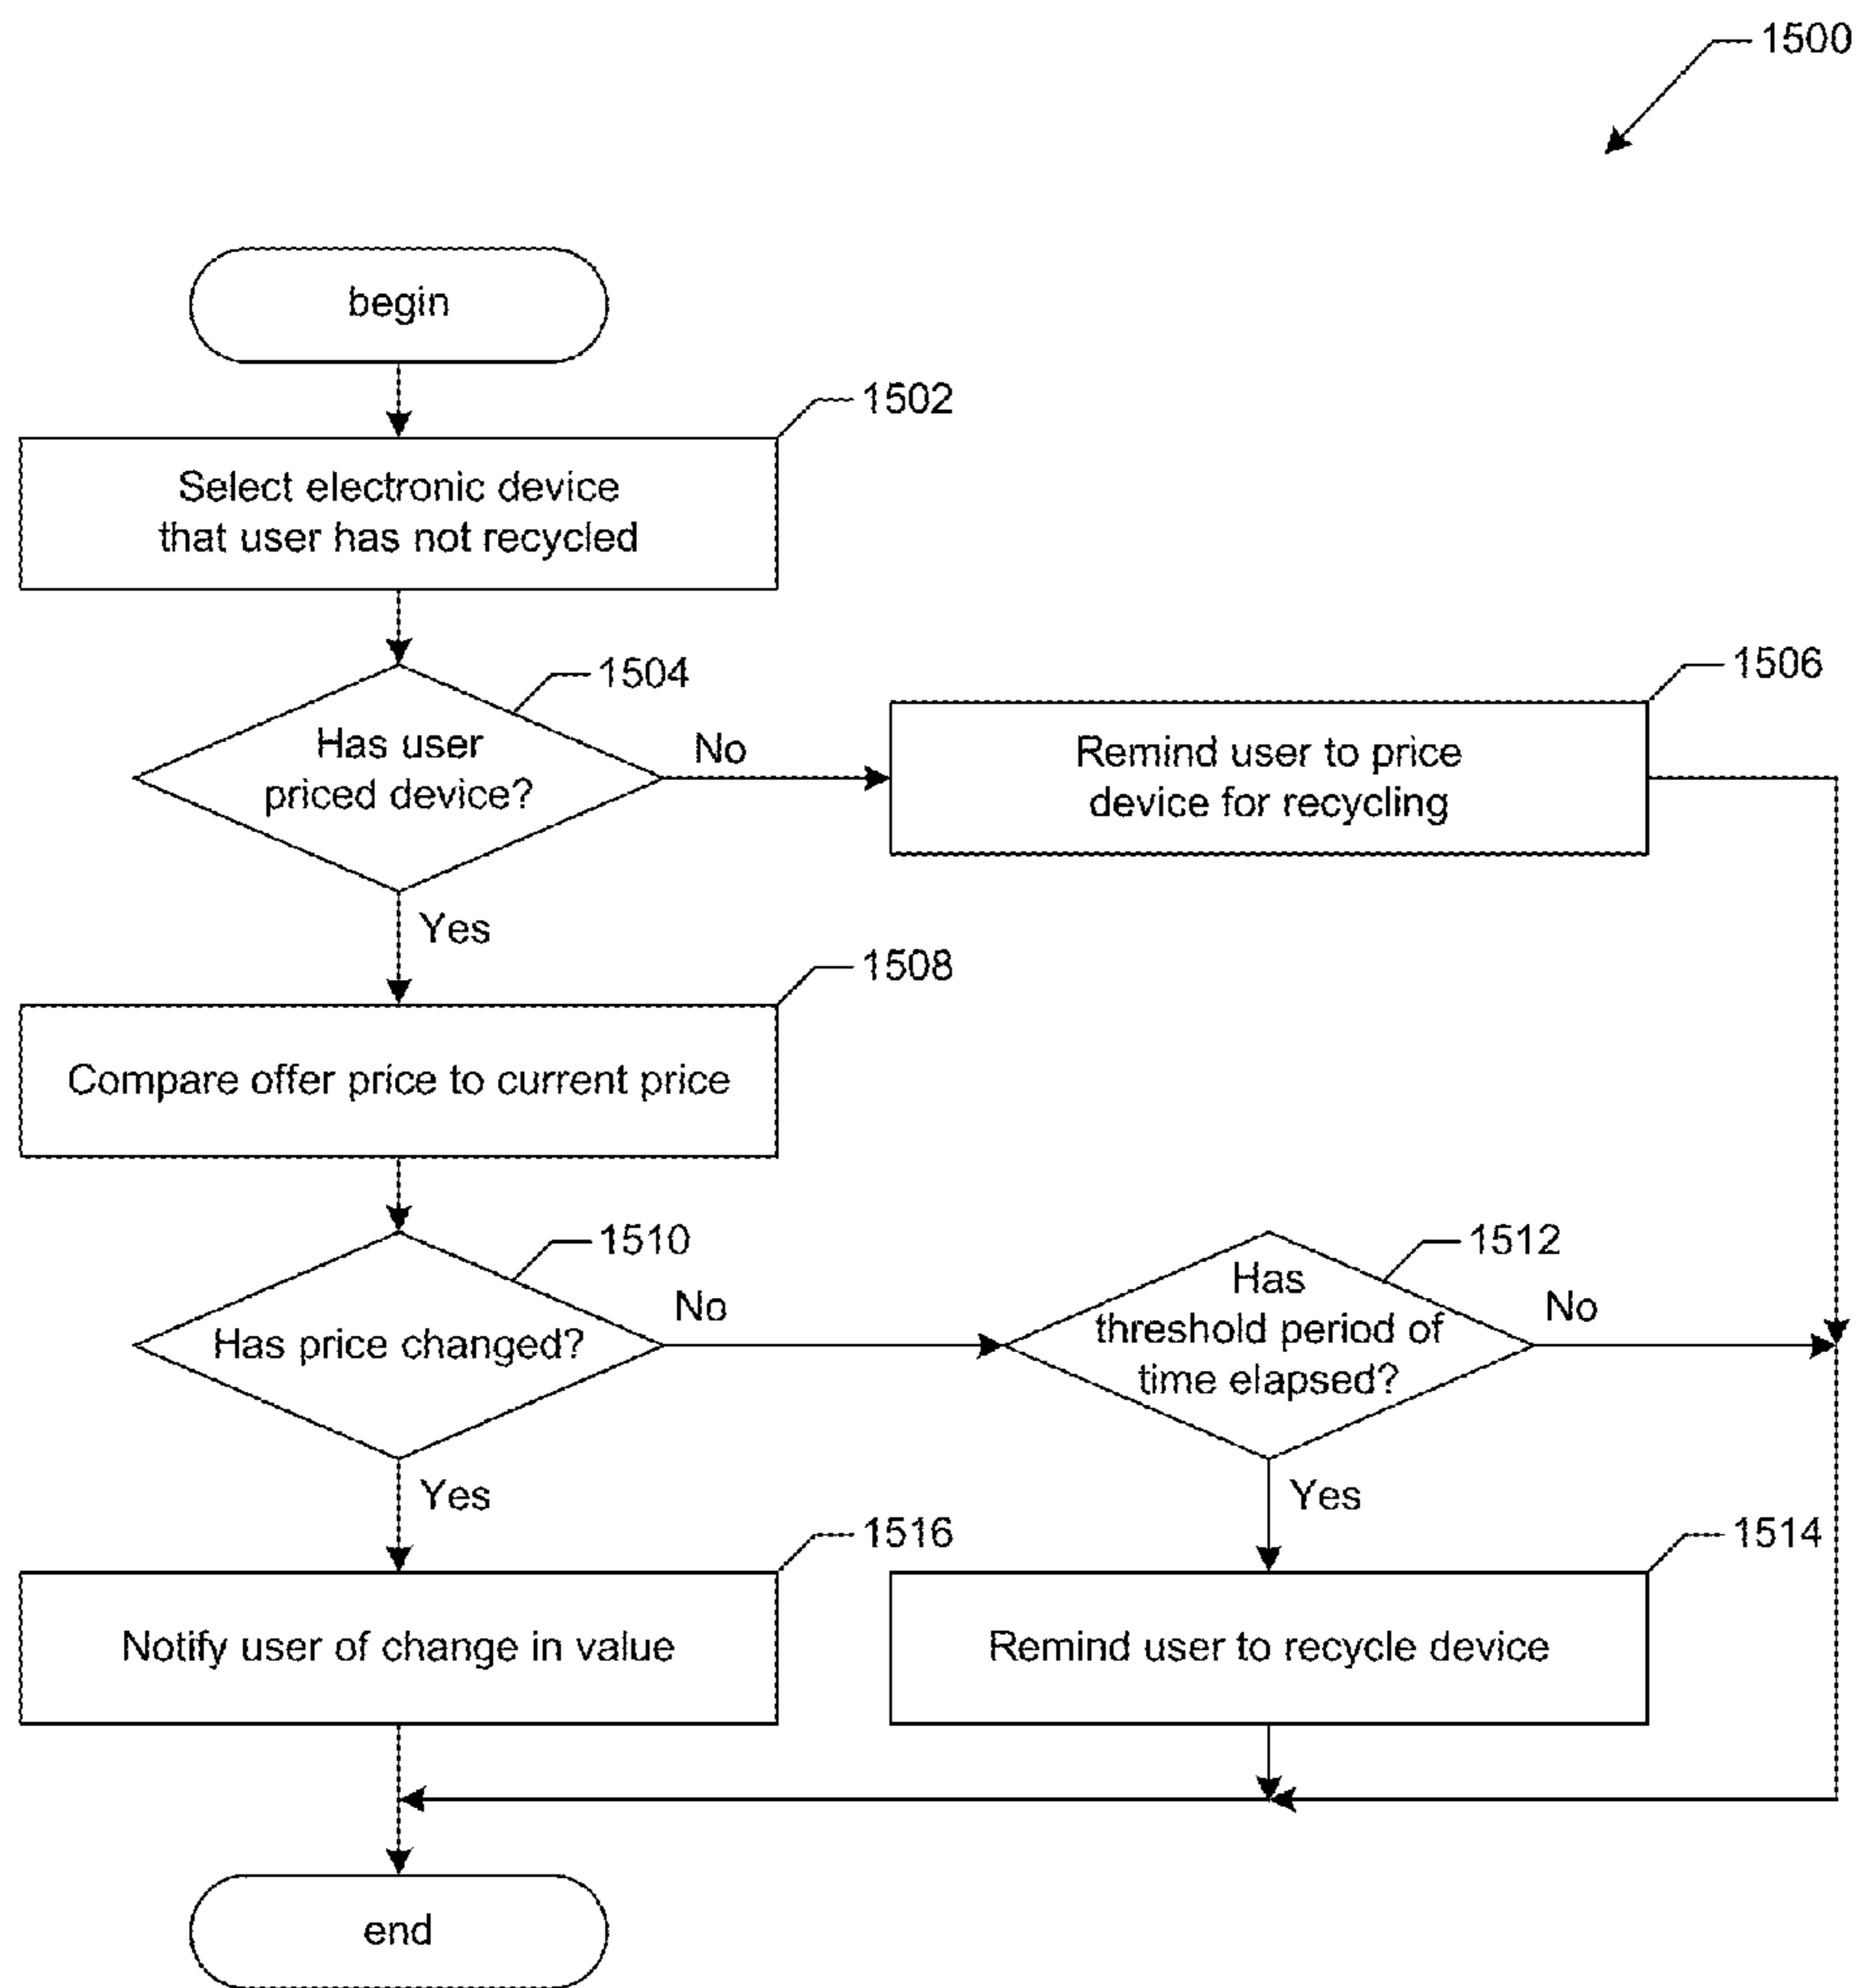 1500
begin
1502
Select electronic device
that user has not recycled
1504
Has user
priced device?
No
Yes
1506
Remind user to price
device for recycling
1508
Compare offer price to current price
1510
Has price changed?
No
Yes
1512
Has
threshold period of
time elapsed?
No
Yes
1516
Notify user of change in value
1514
Remind user to recycle device
end